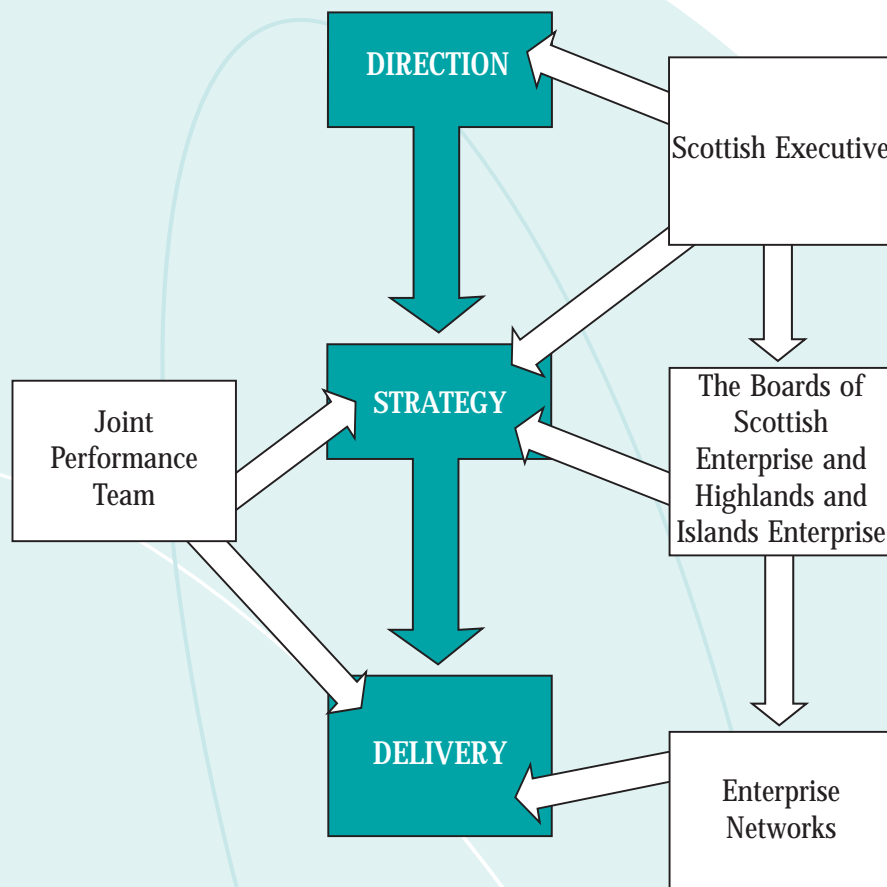 DIRECTION
Scottish Executive
STRATEGY
Joint
Performance
Team
The Boards of
Scottish
Enterprise and
Highlands and
Islands Enterprise
DELIVERY
Enterprise
Networks